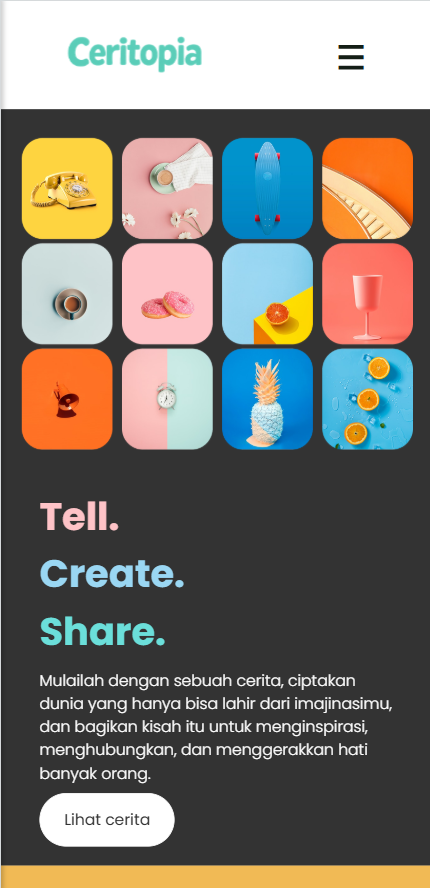 Ceritopia
Tell.
Create.
Share.
Mulailah dengan sebuah cerita, ciptakan
dunia yang hanya bisa lahir dari imajinasimu,
dan bagikan kisah itu untuk menginspirasi,
menghubungkan, dan menggerakkan hati
banyak orang.
Lihat cerita